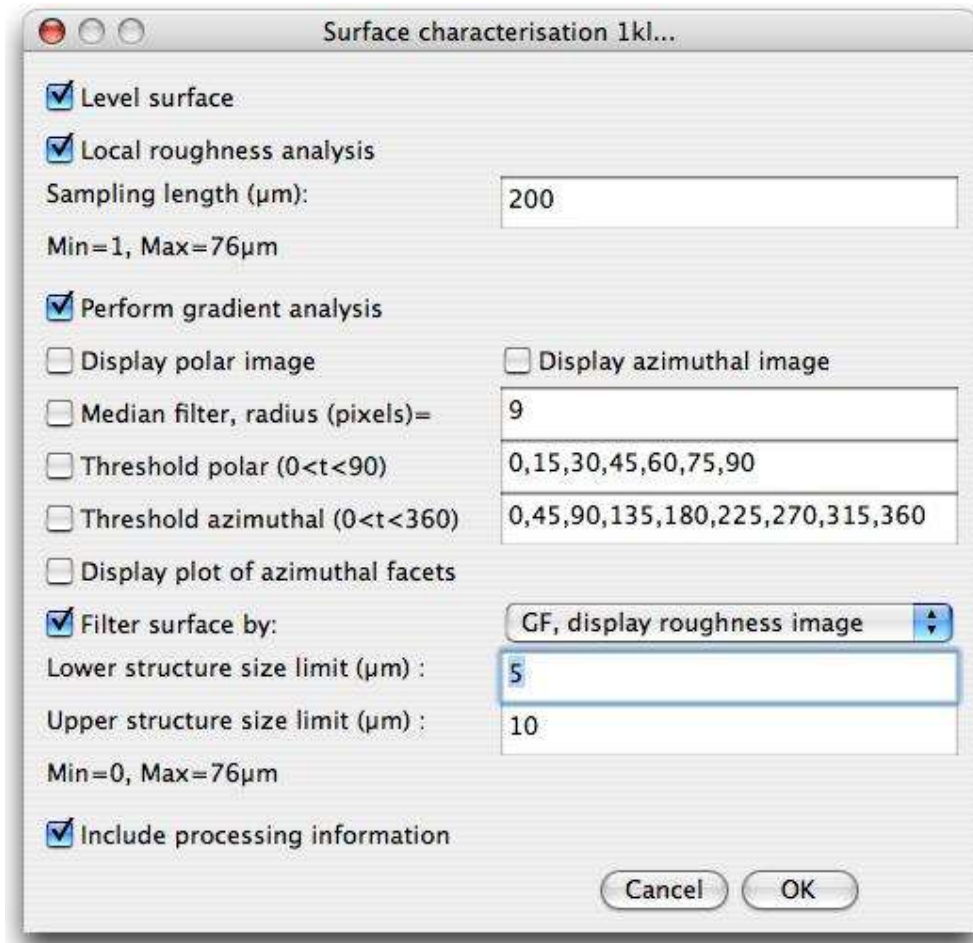 Surface characterisation 1kl...
Level surface
Local roughness analysis
Sampling length (µm): 200
Min=1, Max=76µm
Perform gradient analysis
Display polar image Display azimuthal image
Median filter, radius (pixels)= 9
Threshold polar (0<t<90) 0,15,30,45,60,75,90
Threshold azimuthal (0<t<360) 0,45,90,135,180,225,270,315,360
Display plot of azimuthal facets
Filter surface by: GF, display roughness image
Lower structure size limit (µm) : 5
Upper structure size limit (µm) : 10
Min=0, Max=76µm
Include processing information
Cancel OK